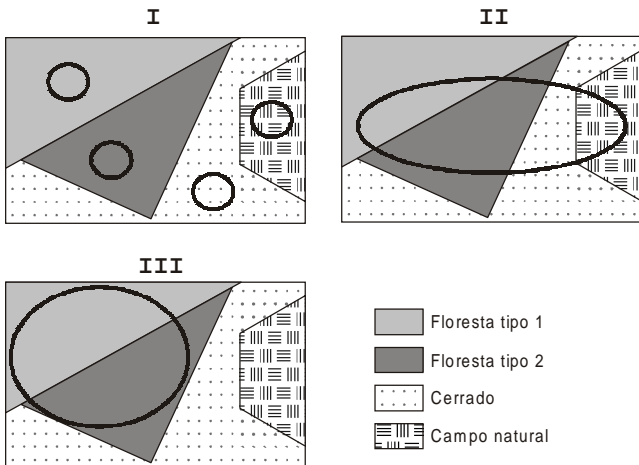 I
II
III
Floresta tipo 1
Floresta tipo 2
Cerrado
Campo natural